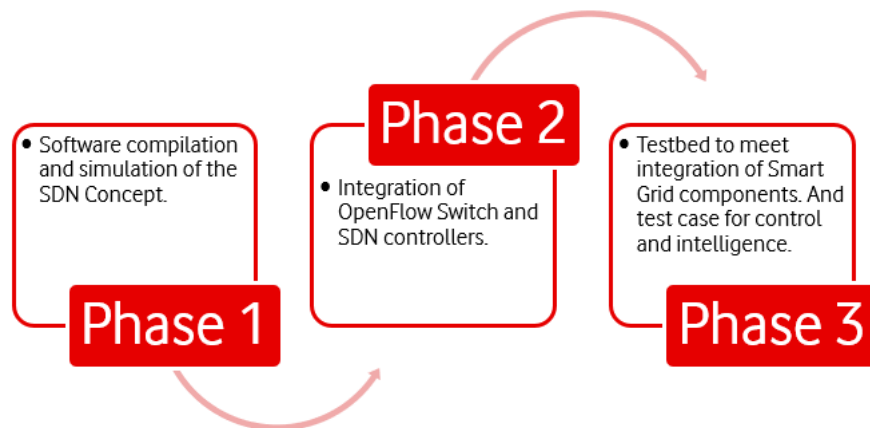 • Software compilation
and simulation of the
SDN Concept.
Phase 1
Phase 2
• Integration of
OpenFlow Switch and
SDN controllers.
• Testbed to meet
integration of Smart
Grid components. And
test case for control
and intelligence.
Phase 3